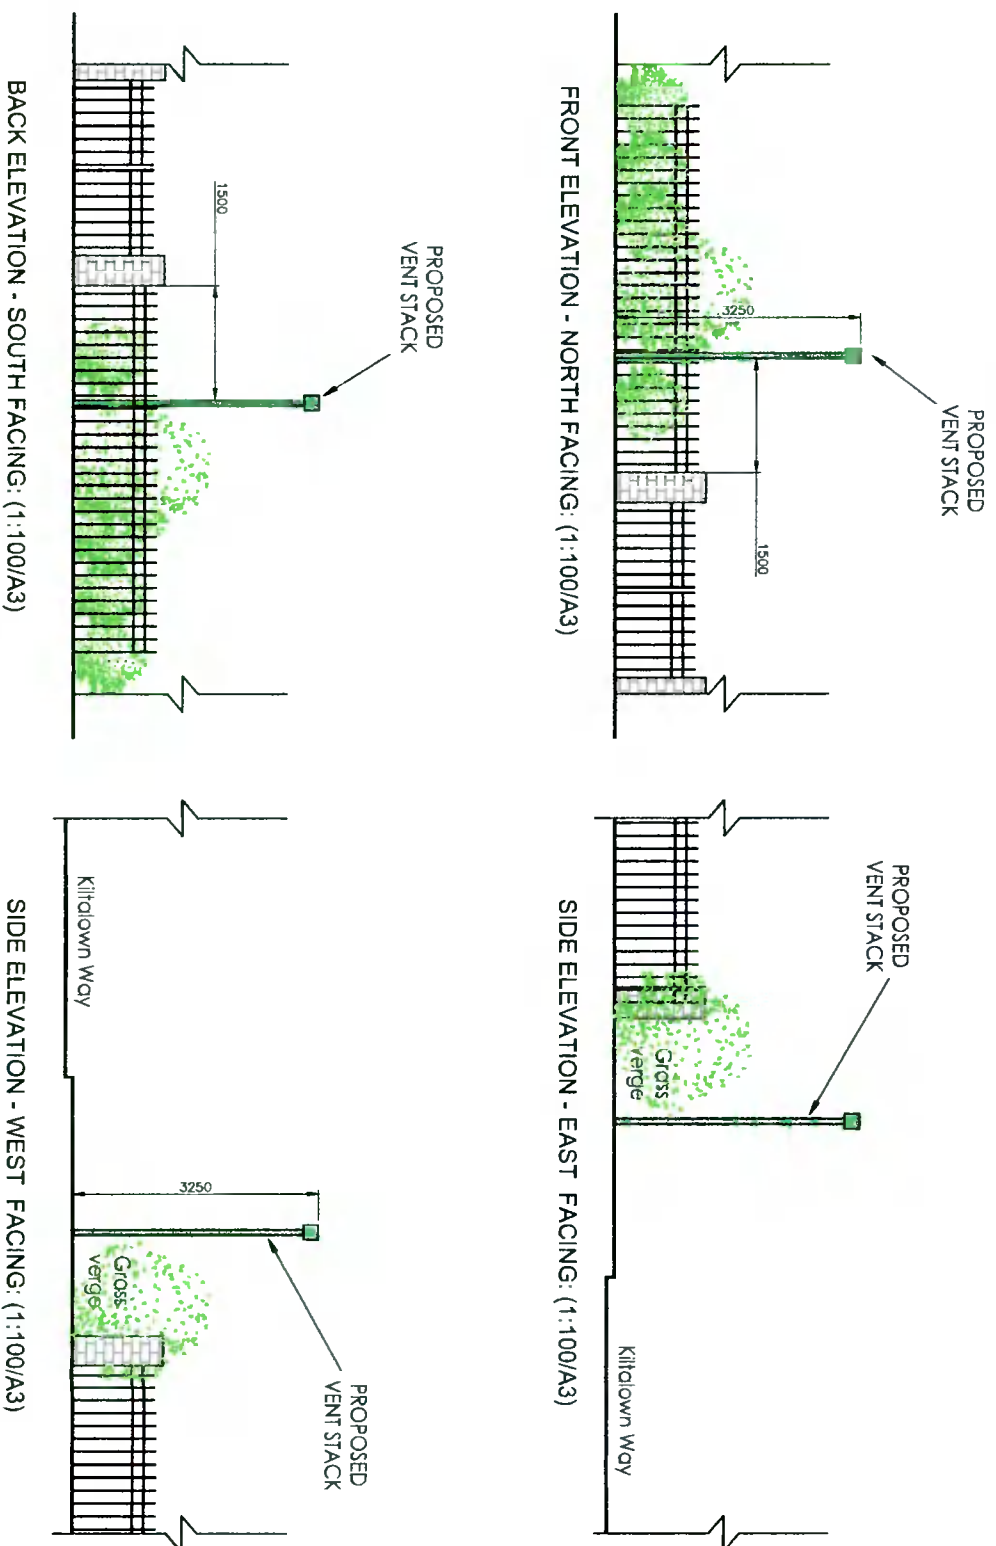 PROPOSED
VENT STACK
3250
1500
FRONT ELEVATION - NORTH FACING: (1:100/A3)
PROPOSED
VENT STACK
Grass
verge
Kiltalown Way
SIDE ELEVATION - EAST FACING: (1:100/A3)
PROPOSED
VENT STACK
1500
BACK ELEVATION - SOUTH FACING: (1:100/A3)
PROPOSED
VENT STACK
3250
Grass
verge
Kiltalown Way
SIDE ELEVATION - WEST FACING: (1:100/A3)